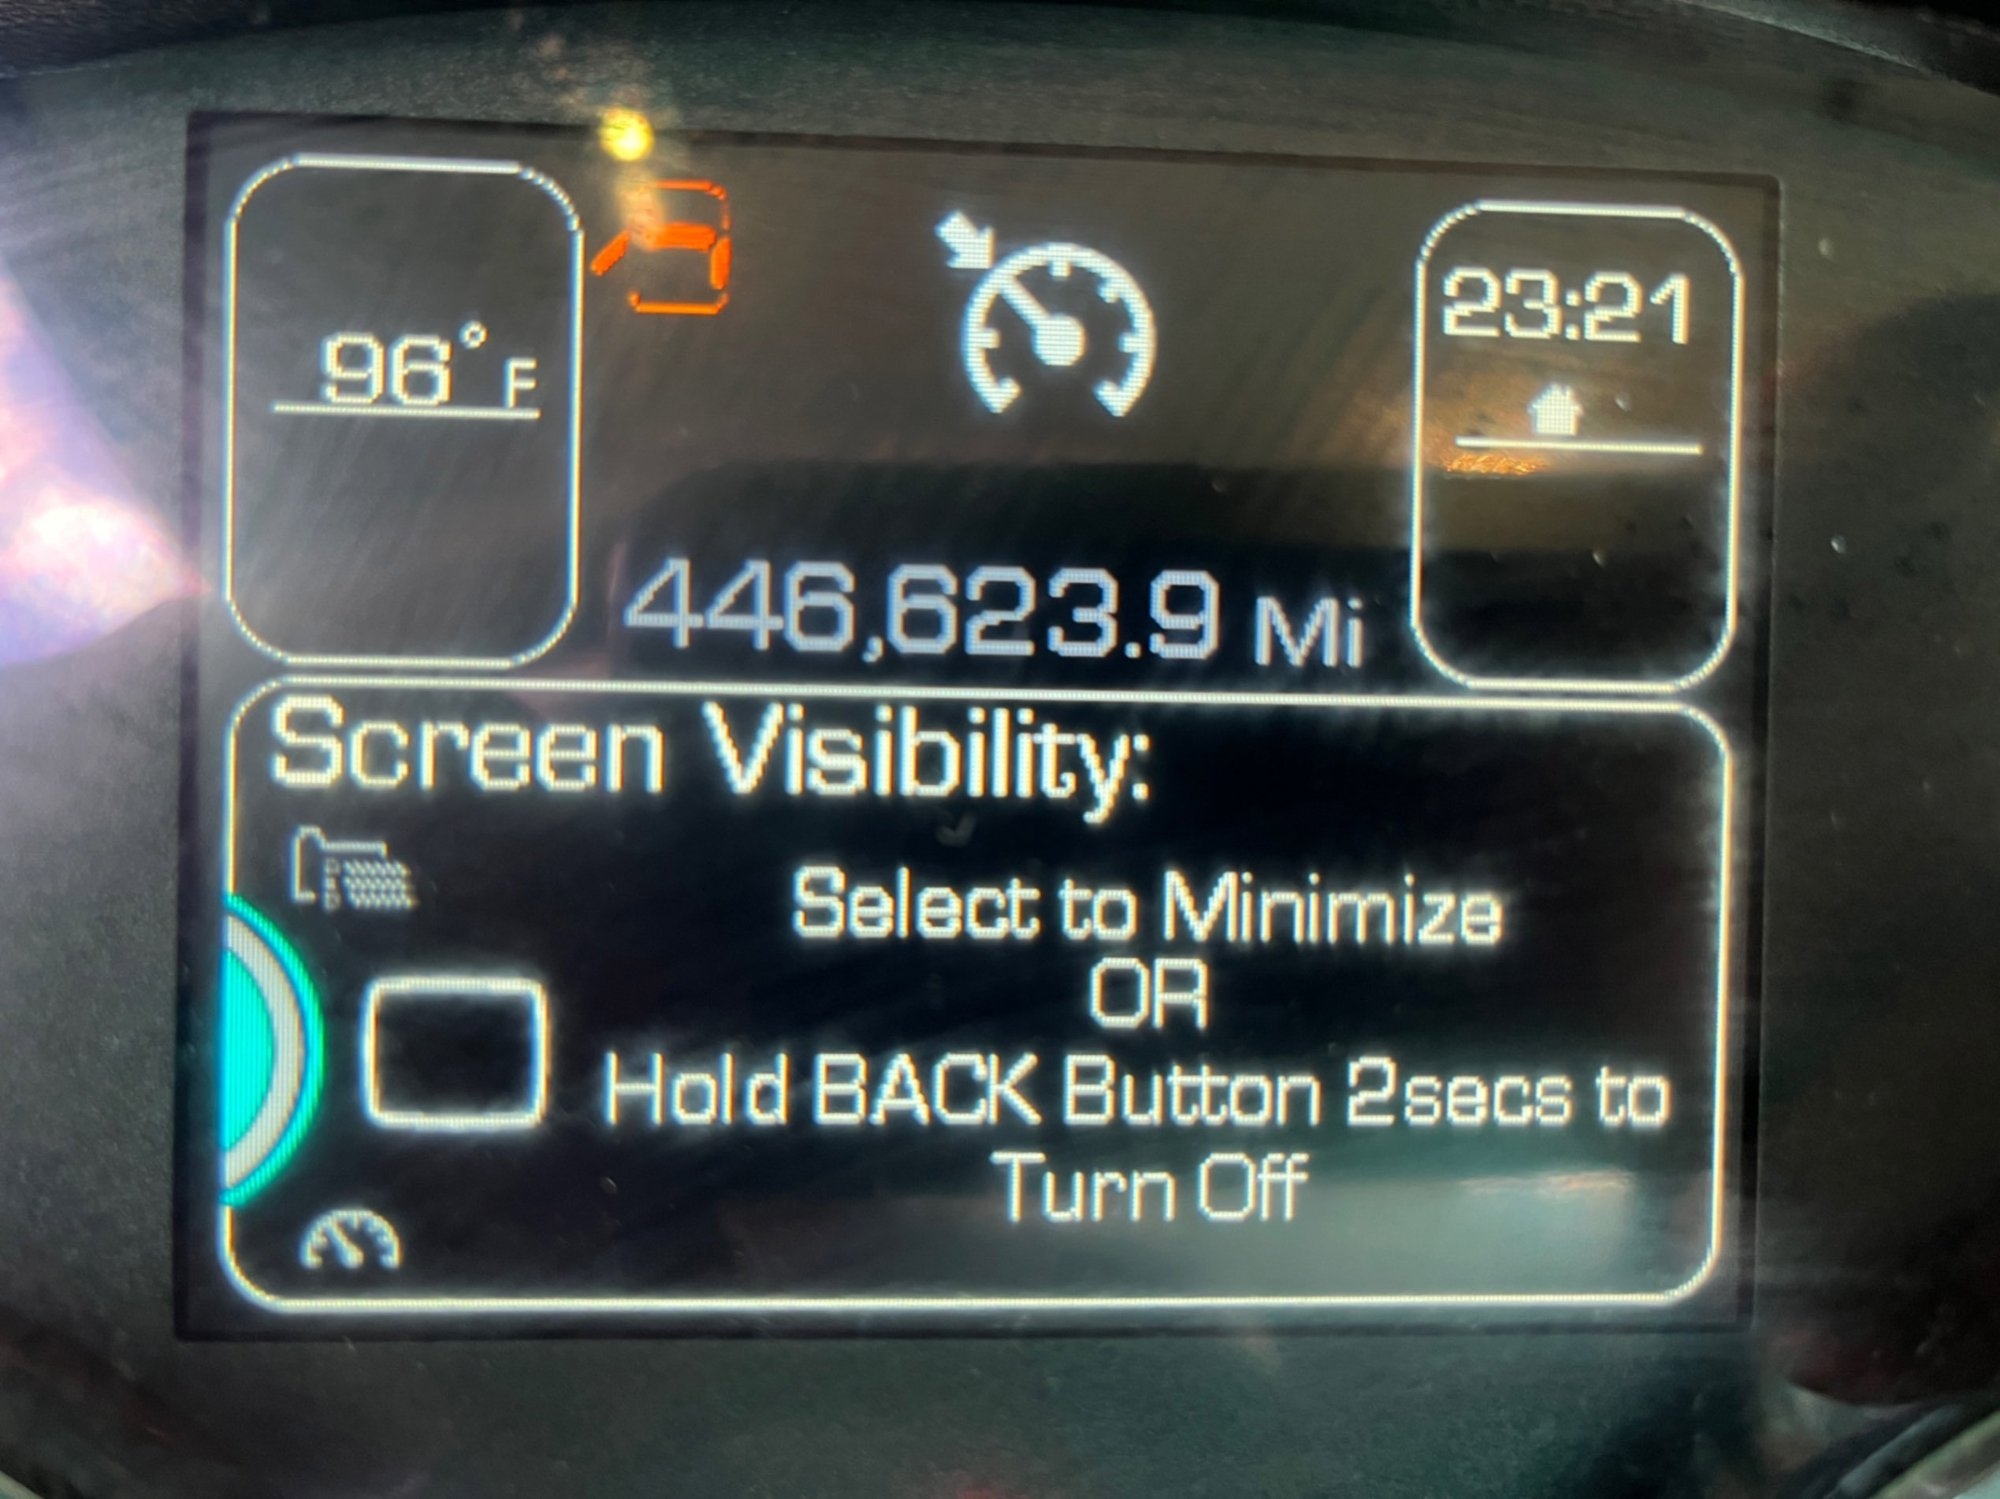 96°F
23:21
446,623.9 Mi
Screen Visibility:
Select to Minimize
OR
Hold BACK Button 2secs to
Turn Off